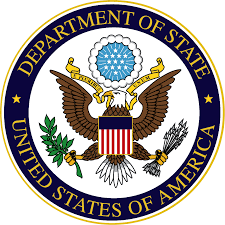 DEPARTMENT OF STATE
UNITED STATES OF AMERICA